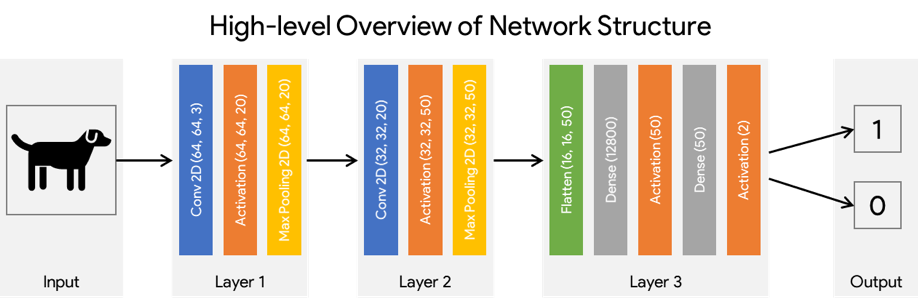 High-level Overview of Network Structure
Conv 2D (64, 64, 3)
Activation (64, 64, 20)
Max Pooling 2D (64, 64, 20)
Layer 1
Conv 2D (32, 32, 20)
Activation (32, 32, 50)
Max Pooling 2D (32, 32, 50)
Layer 2
Flatten (16, 16, 50)
Dense (12800)
Activation (50)
Dense (50)
Activation (2)
Layer 3
1
0
Input
Output